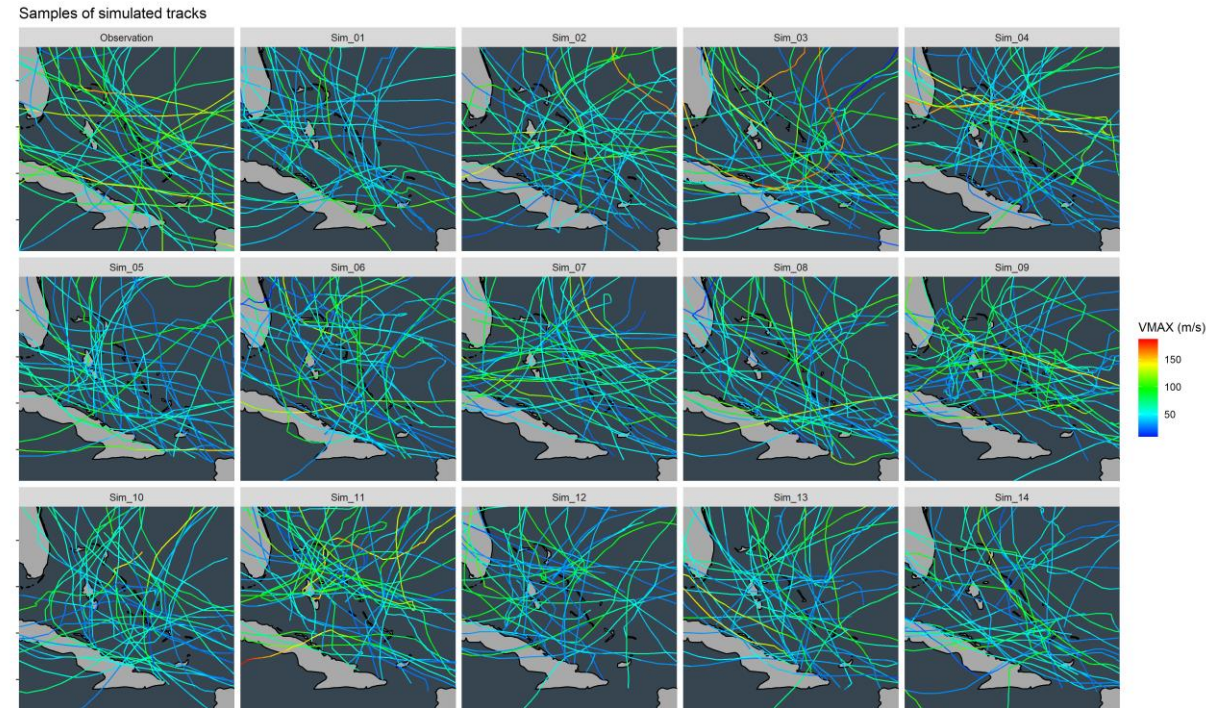 Samples of simulated tracks
Observation
Sim_01
Sim_02
Sim_03
Sim_04
Sim_05
Sim_06
Sim_07
Sim_08
Sim_09
VMAX (m/s)
150
100
50
Sim_10
Sim_11
Sim_12
Sim_13
Sim_14